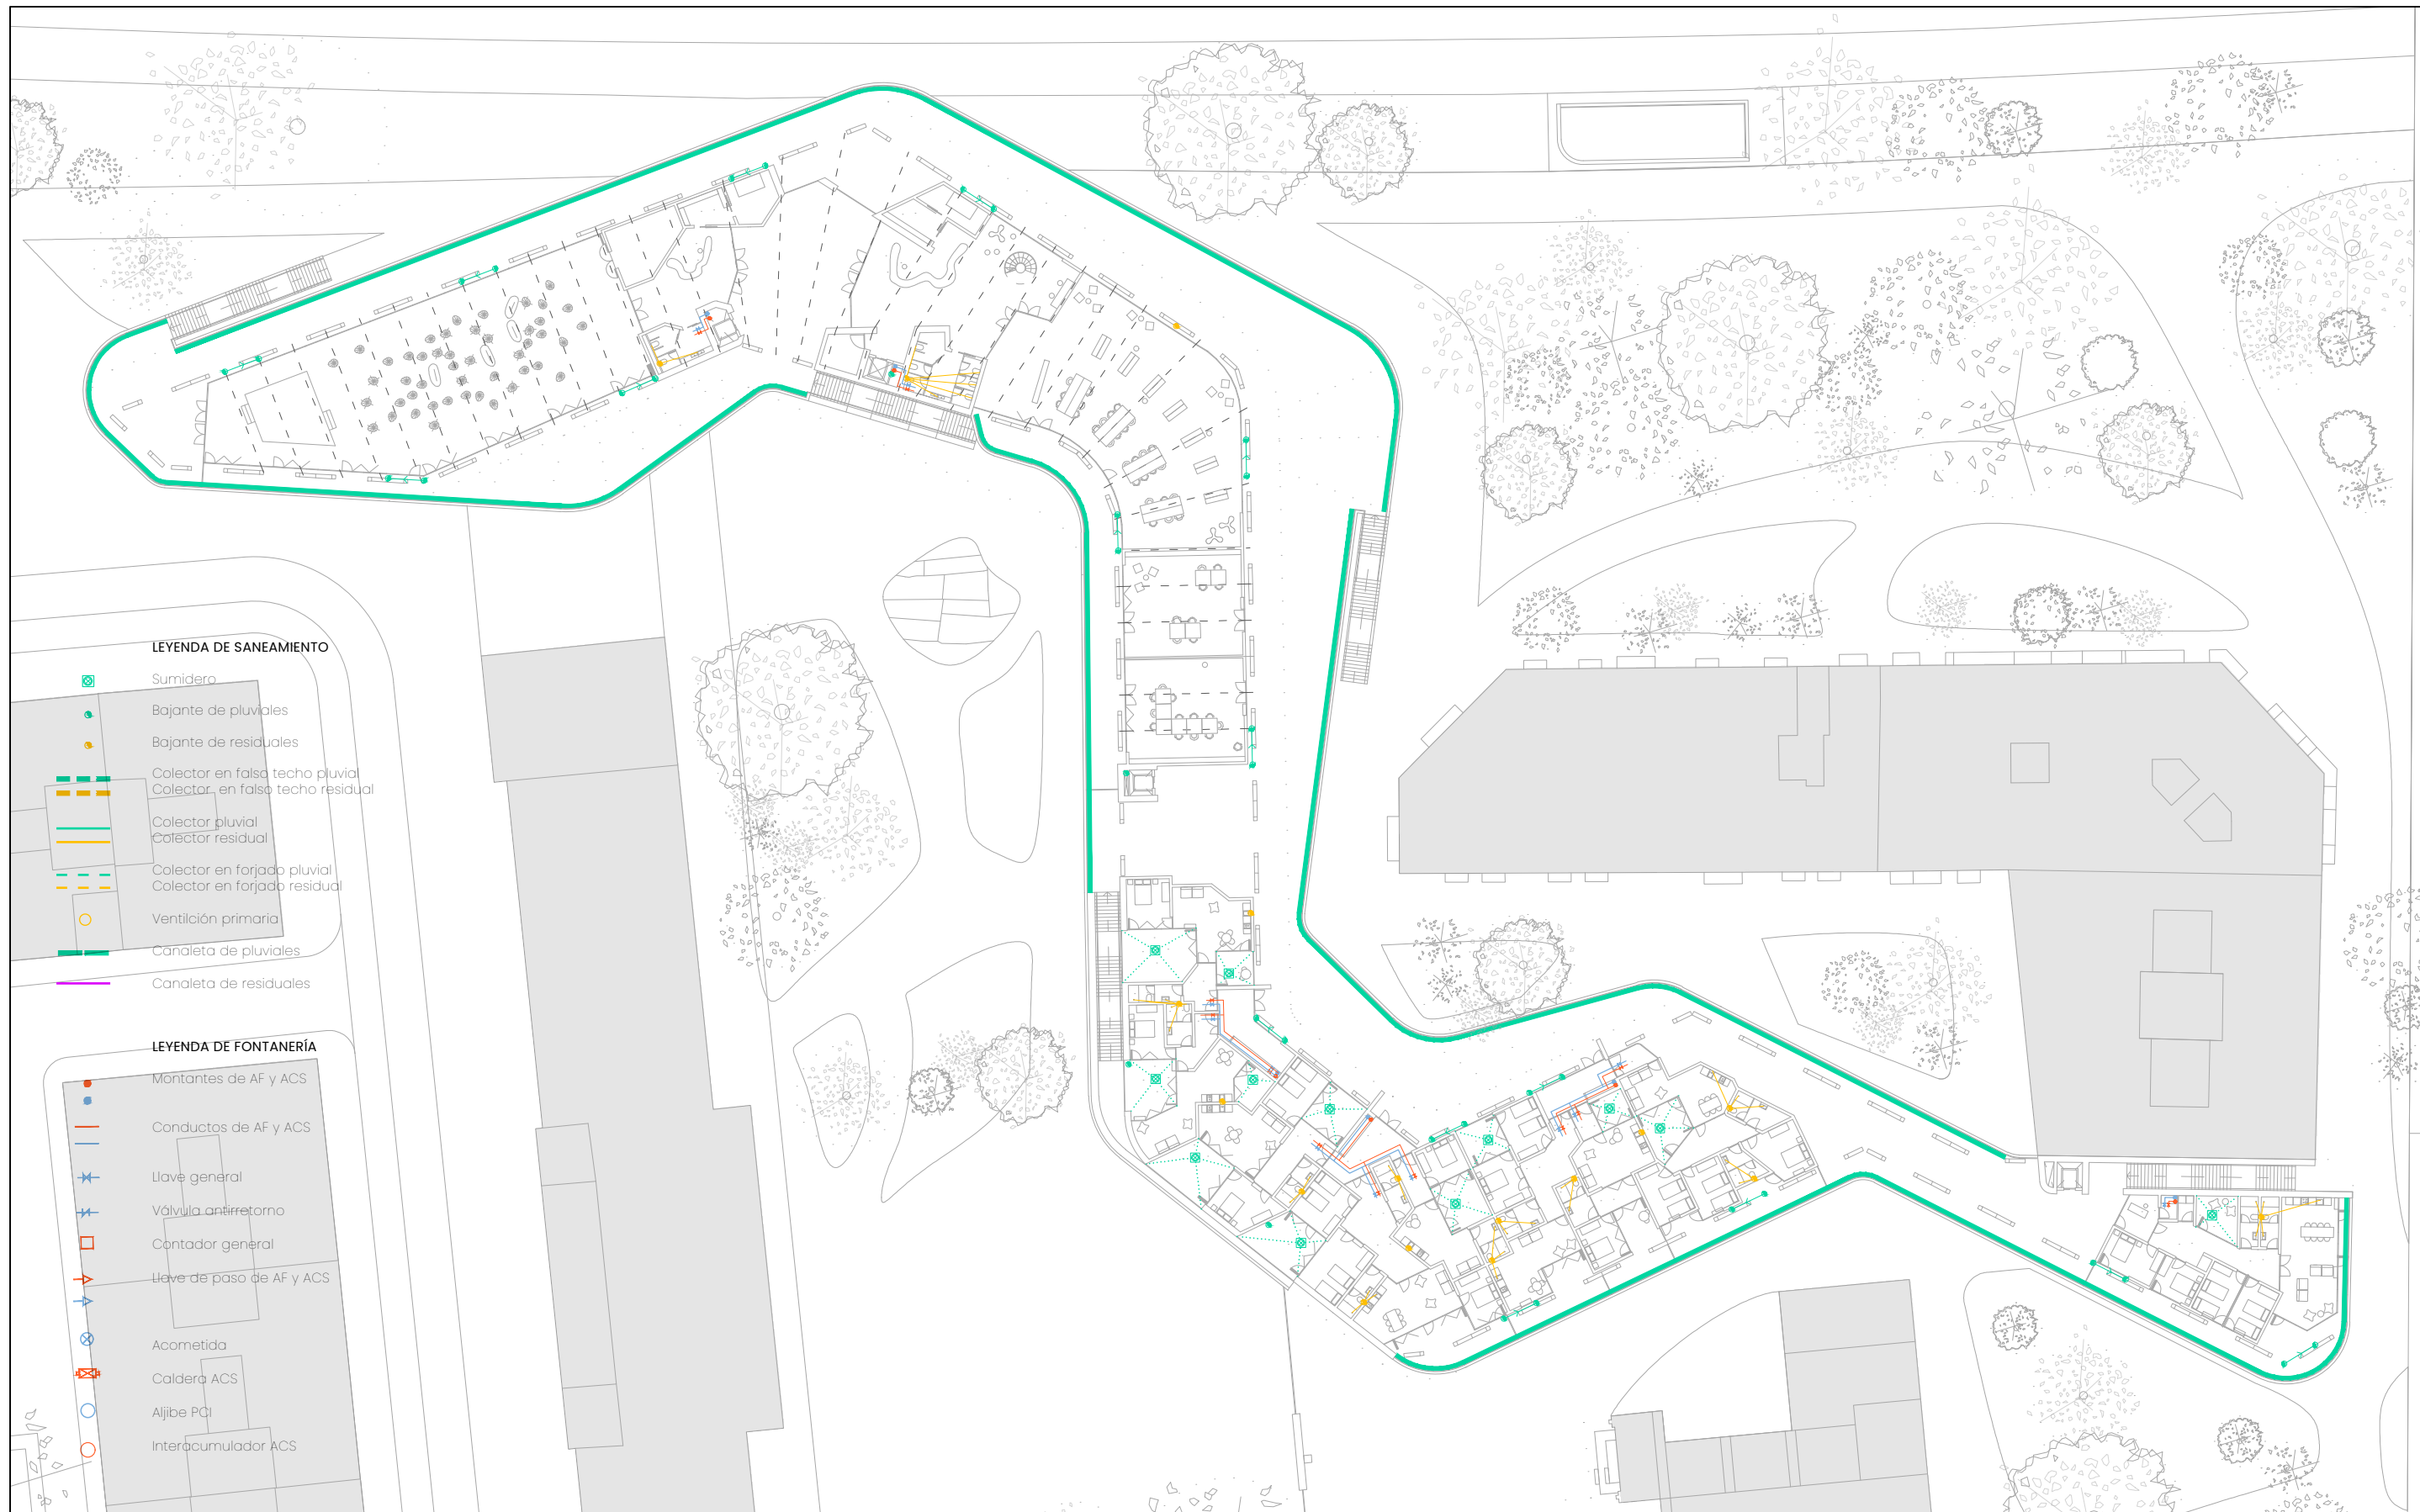 LEYENDA DE SANEAMIENTO
Sumidero
Bajante de pluviales
Bajante de residuales
Colector en falso techo pluvial
Colector en falso techo residual
Colector pluvial
Colector residual
Colector en forjado pluvial
Colector en forjado residual
Ventilción primaria
Canaleta de pluviales
Canaleta de residuales
LEYENDA DE FONTANERÍA
Montantes de AF y ACS
Conductos de AF y ACS
Llave general
Válvula antirretorno
Contador general
Llave de paso de AF y ACS
Acometida
Caldera ACS
Aljibe PCI
Interacumulador ACS